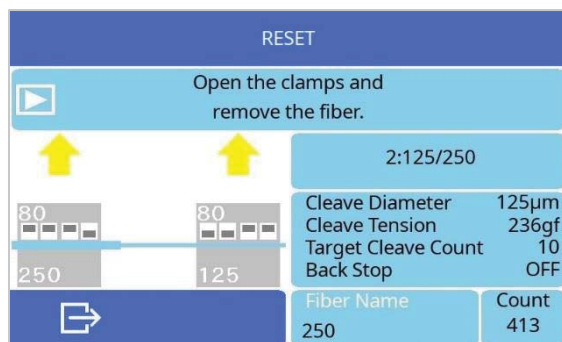 RESET
Open the clamps and
remove the fiber.
2:125/250
80
80
250
125
Cleave Diameter 125µm
Cleave Tension 236gf
Target Cleave Count 10
Back Stop OFF
Fiber Name
250
Count
413